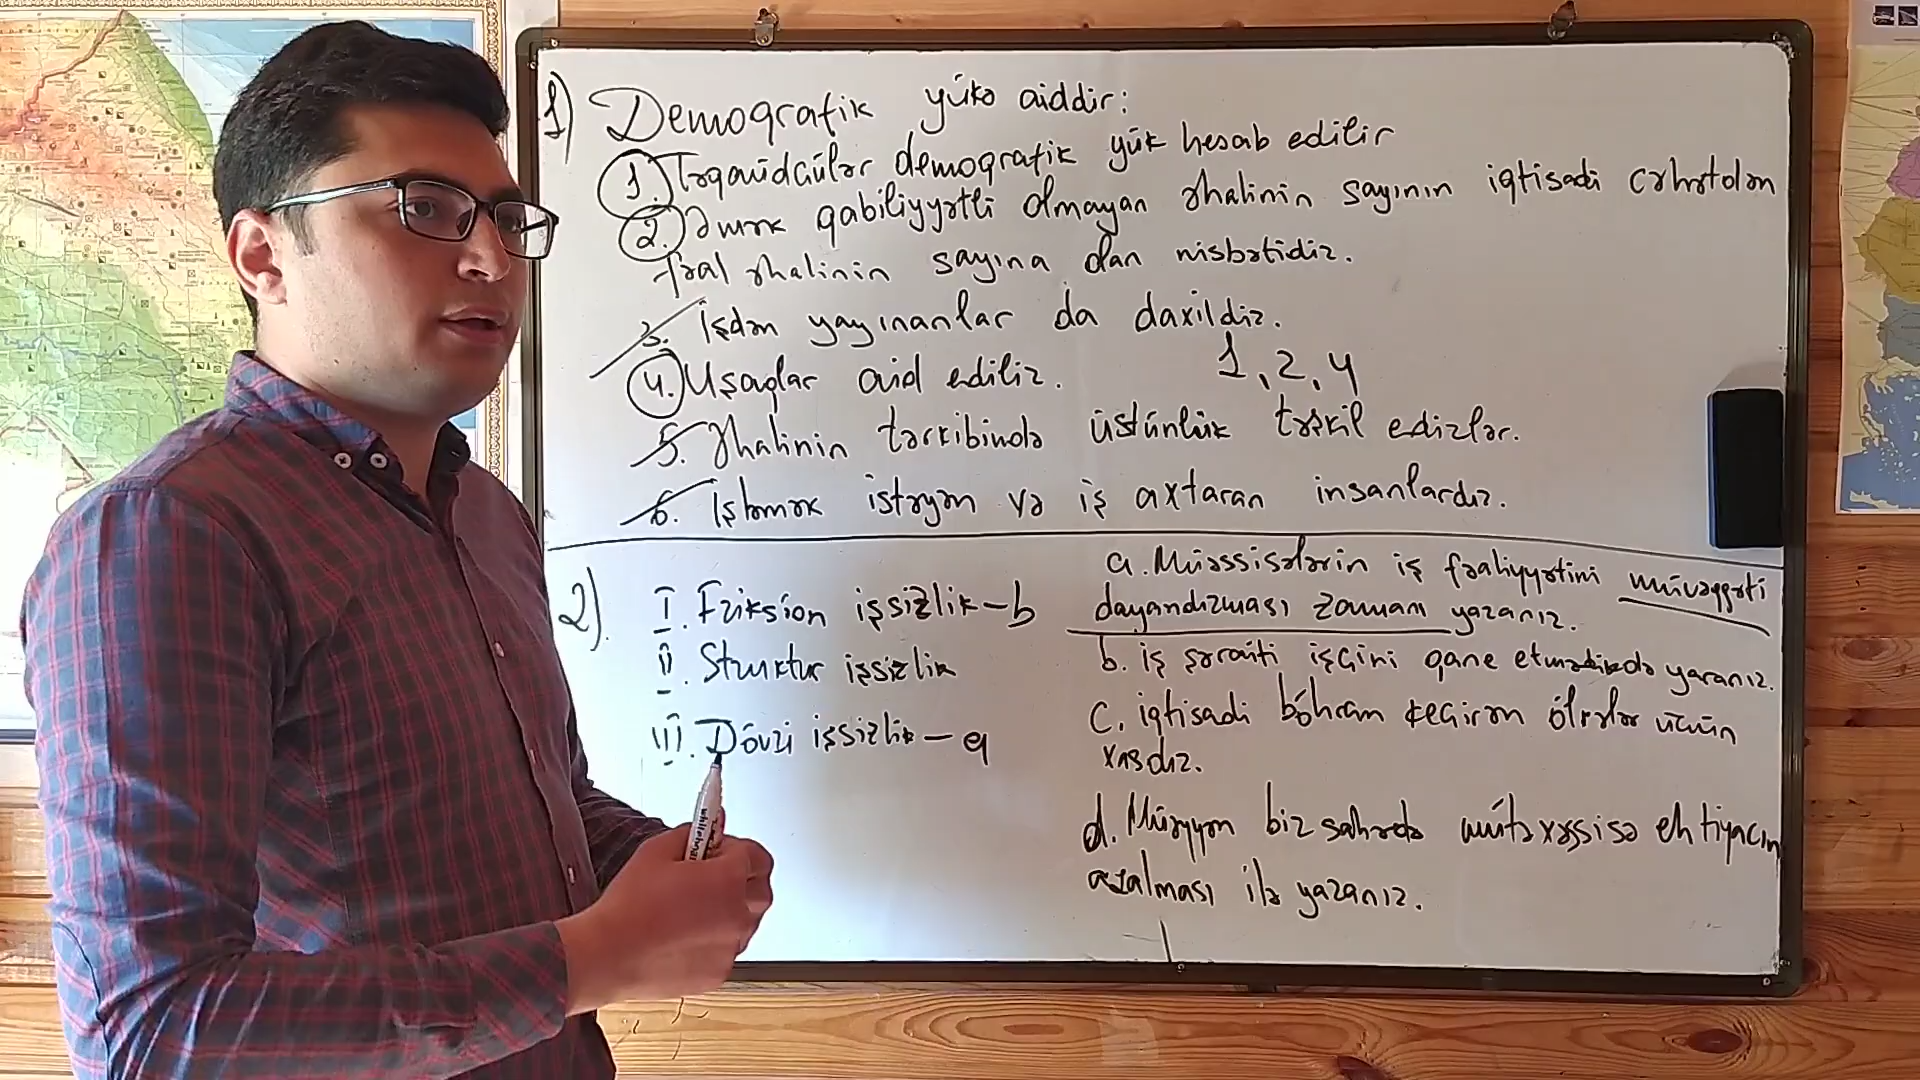 1) Demografik yükə aiddir:
1. Təqaüdçülər demografik yük hesab edilir
2. Əmək qabiliyyətli olmayan əhalinin sayının iqtisadi cəhətdən
fəal əhalinin sayına olan nisbətidir.
3. İşdən yayınanlar da daxildir.
4. Uşaqlar aid edilir. 1, 2, 4
5. Əhalinin tərkibində üstünlük təşkil edirlər.
6. İşləmək istəyən və iş axtaran insanlardır.
2). I. Friksion işsizlik – b
II. Struktur işsizlik
III. Dövri işsizlik – a
a. Müəssisələrin iş fəaliyyətini müvəqqəti
dayandırması zamanı yaranır.
b. iş şəraiti işçini qane etmədikdə yaranır.
c. iqtisadi böhran keçirən ölkələr üçün
xasdır.
d. Müəyyən bir sahədə mütəxəssisə ehtiyacın
azalması ilə yaranır.